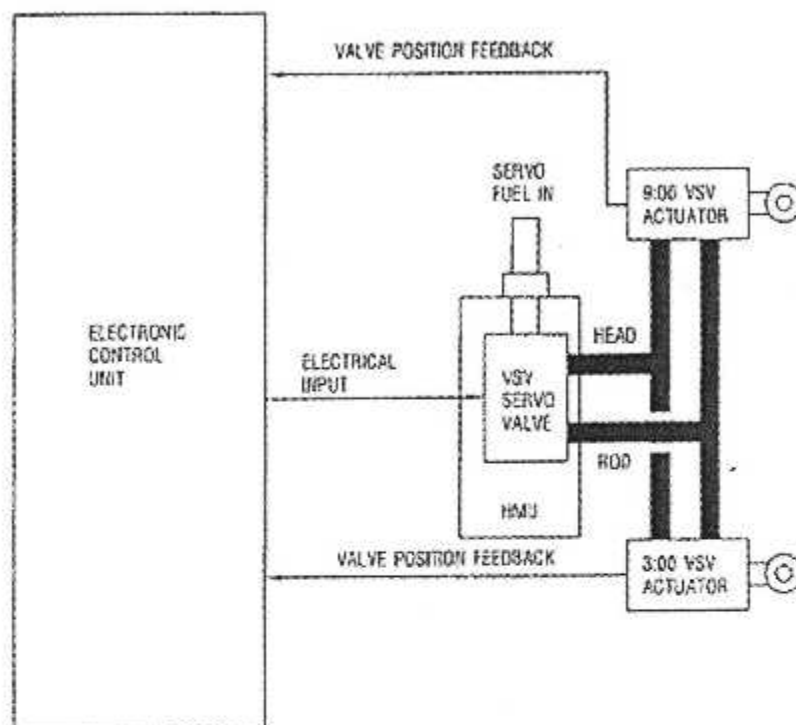 VALVE POSITION FEEDBACK
SERVO
FUEL IN
9:00 VSV
ACTUATOR
ELECTRONIC
CONTROL
UNIT
ELECTRICAL
INPUT
HEAD
VSV
SERVO
VALVE
ROD
HMU
VALVE POSITION FEEDBACK
3:00 VSV
ACTUATOR